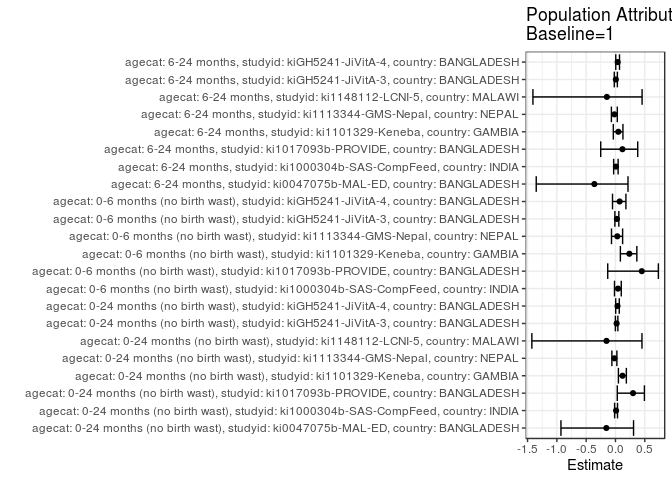 Population Attribut
Baseline=1
agecat: 6-24 months, studyid: kiGH5241-JiVitA-4, country: BANGLADESH
agecat: 6-24 months, studyid: kiGH5241-JiVitA-3, country: BANGLADESH
agecat: 6-24 months, studyid: ki1148112-LCNI-5, country: MALAWI
agecat: 6-24 months, studyid: ki1113344-GMS-Nepal, country: NEPAL
agecat: 6-24 months, studyid: ki1101329-Keneba, country: GAMBIA
agecat: 6-24 months, studyid: ki1017093b-PROVIDE, country: BANGLADESH
agecat: 6-24 months, studyid: ki1000304b-SAS-CompFeed, country: INDIA
agecat: 6-24 months, studyid: ki0047075b-MAL-ED, country: BANGLADESH
agecat: 0-6 months (no birth wast), studyid: kiGH5241-JiVitA-4, country: BANGLADESH
agecat: 0-6 months (no birth wast), studyid: kiGH5241-JiVitA-3, country: BANGLADESH
agecat: 0-6 months (no birth wast), studyid: ki1113344-GMS-Nepal, country: NEPAL
agecat: 0-6 months (no birth wast), studyid: ki1101329-Keneba, country: GAMBIA
agecat: 0-6 months (no birth wast), studyid: ki1017093b-PROVIDE, country: BANGLADESH
agecat: 0-6 months (no birth wast), studyid: ki1000304b-SAS-CompFeed, country: INDIA
agecat: 0-24 months (no birth wast), studyid: kiGH5241-JiVitA-4, country: BANGLADESH
agecat: 0-24 months (no birth wast), studyid: kiGH5241-JiVitA-3, country: BANGLADESH
agecat: 0-24 months (no birth wast), studyid: ki1148112-LCNI-5, country: MALAWI
agecat: 0-24 months (no birth wast), studyid: ki1113344-GMS-Nepal, country: NEPAL
agecat: 0-24 months (no birth wast), studyid: ki1101329-Keneba, country: GAMBIA
agecat: 0-24 months (no birth wast), studyid: ki1017093b-PROVIDE, country: BANGLADESH
agecat: 0-24 months (no birth wast), studyid: ki1000304b-SAS-CompFeed, country: INDIA
agecat: 0-24 months (no birth wast), studyid: ki0047075b-MAL-ED, country: BANGLADESH
-1.5 -1.0 -0.5 0.0 0.5
Estimate